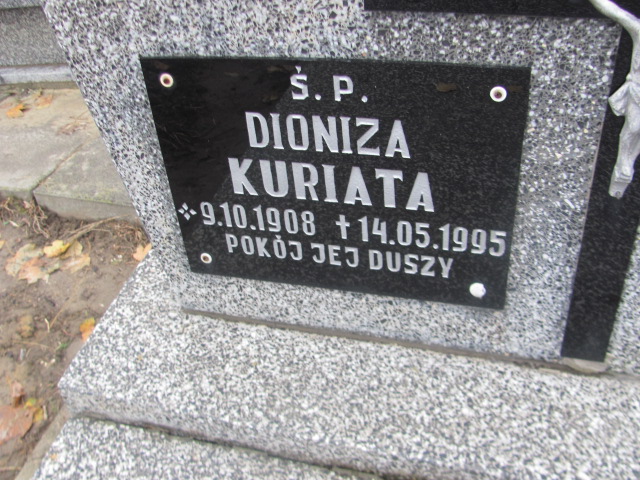 Ś. P.
DIONIZA
KURIATA
9.10.1908 ✝ 14.05.1995
POKÓJ JEJ DUSZY